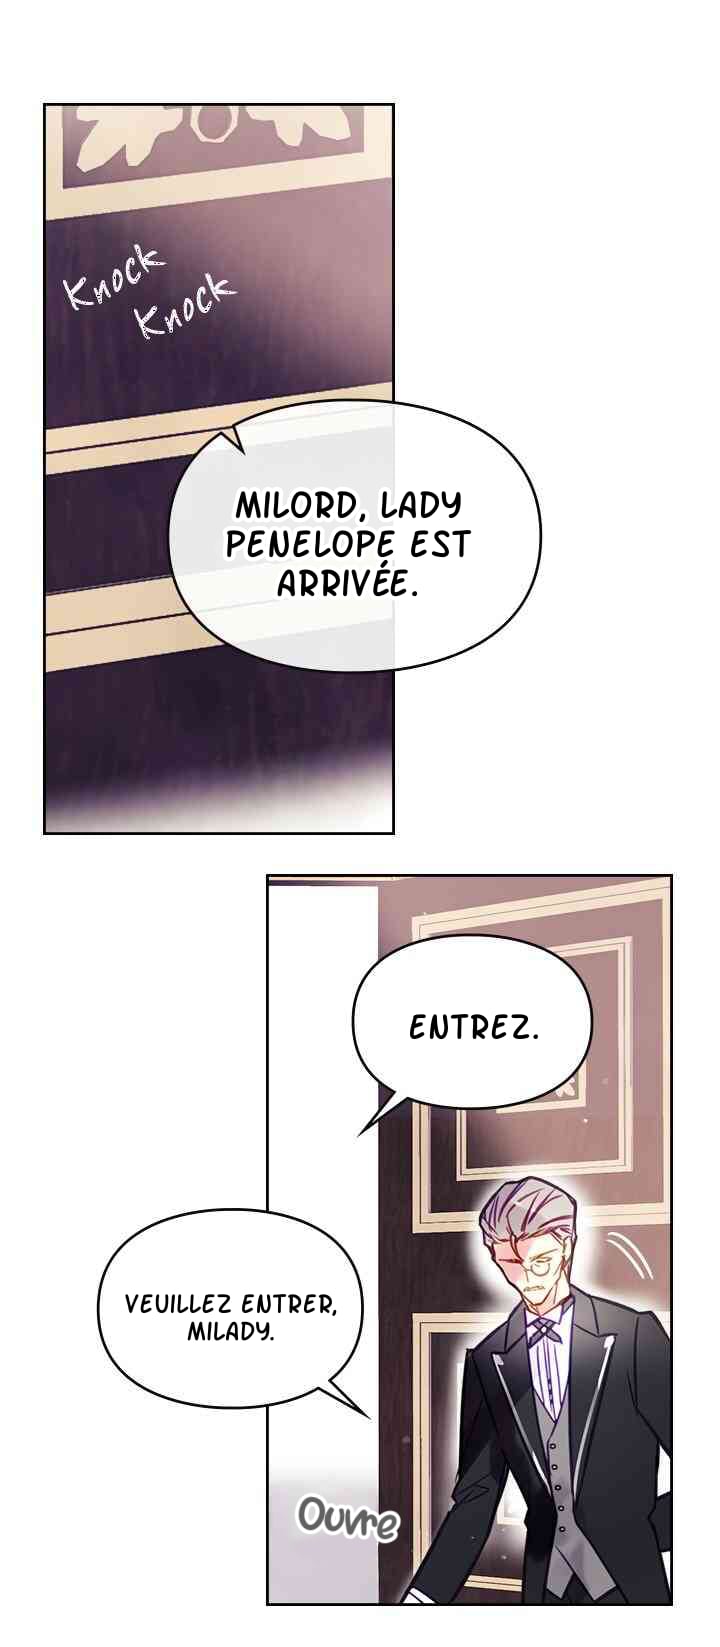 Knock
Knock
MILORD, LADY
PENELOPE EST
ARRIVÉE.
ENTREZ.
VEUILLEZ ENTRER,
MILADY.
Ouvre